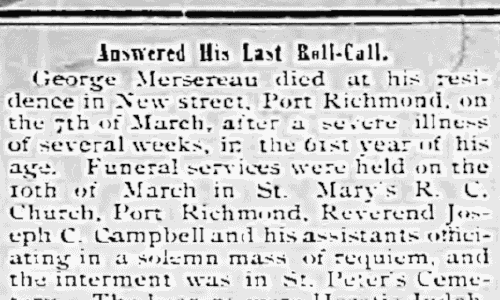 Answered His Last Roll-Call.
George Mersereau died at his resi-
dence in New street, Port Richmond, on
the 7th of March, after a severe illness
of several weeks, in the 61st year of his
age. Funeral services were held on the
10th of March in St. Mary's R. C.
Church, Port Richmond, Reverend Jos-
eph C. Campbell and his assistants offici-
ating in a solemn mass of requiem, and
the interment was in St. Peter's Ceme-